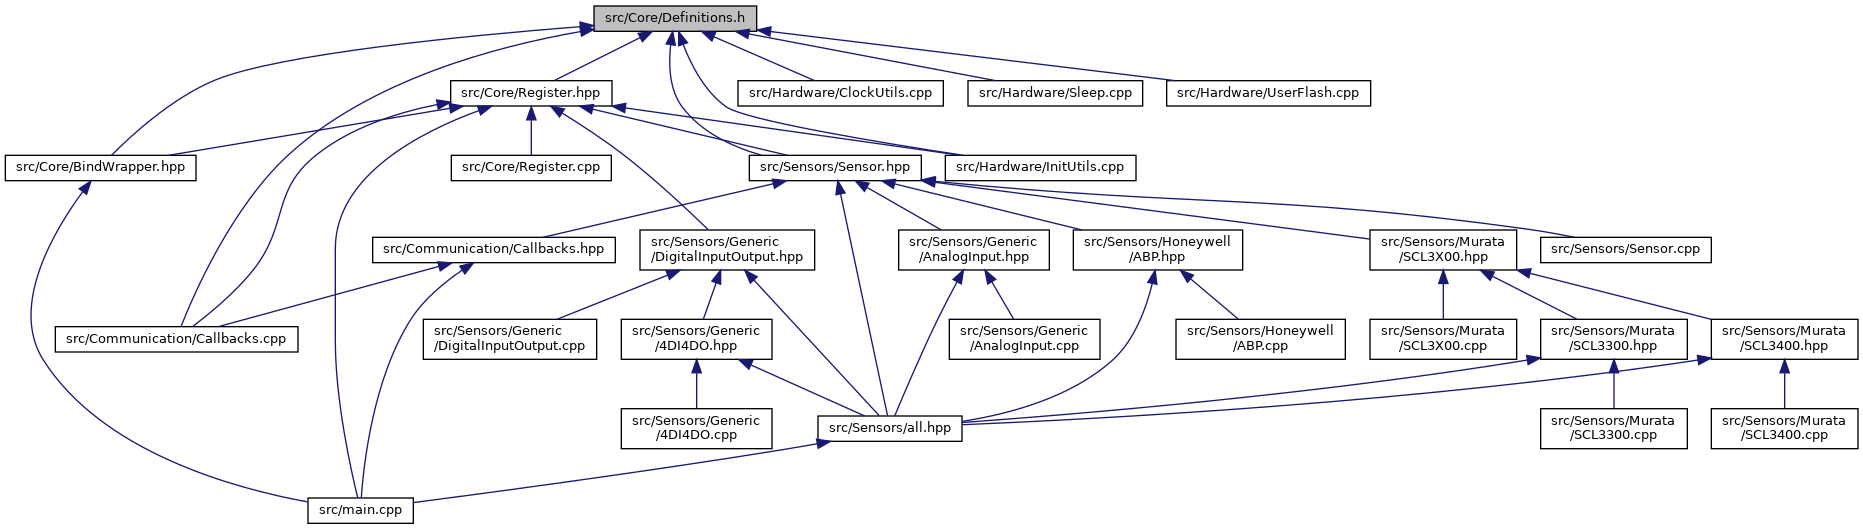 src/Core/Definitions.h
src/Core/Register.hpp
src/Hardware/ClockUtils.cpp
src/Hardware/Sleep.cpp
src/Hardware/UserFlash.cpp
src/Core/BindWrapper.hpp
src/Core/Register.cpp
src/Sensors/Sensor.hpp
src/Hardware/InitUtils.cpp
src/Communication/Callbacks.hpp
src/Sensors/Generic
/DigitalInputOutput.hpp
src/Sensors/Generic
/AnalogInput.hpp
src/Sensors/Honeywell
/ABP.hpp
src/Sensors/Murata
/SCL3X00.hpp
src/Sensors/Sensor.cpp
src/Communication/Callbacks.cpp
src/Sensors/Generic
/DigitalInputOutput.cpp
src/Sensors/Generic
/4DI4DO.hpp
src/Sensors/Generic
/AnalogInput.cpp
src/Sensors/Honeywell
/ABP.cpp
src/Sensors/Murata
/SCL3X00.cpp
src/Sensors/Murata
/SCL3300.hpp
src/Sensors/Murata
/SCL3400.hpp
src/Sensors/Generic
/4DI4DO.cpp
src/Sensors/all.hpp
src/Sensors/Murata
/SCL3300.cpp
src/Sensors/Murata
/SCL3400.cpp
src/main.cpp